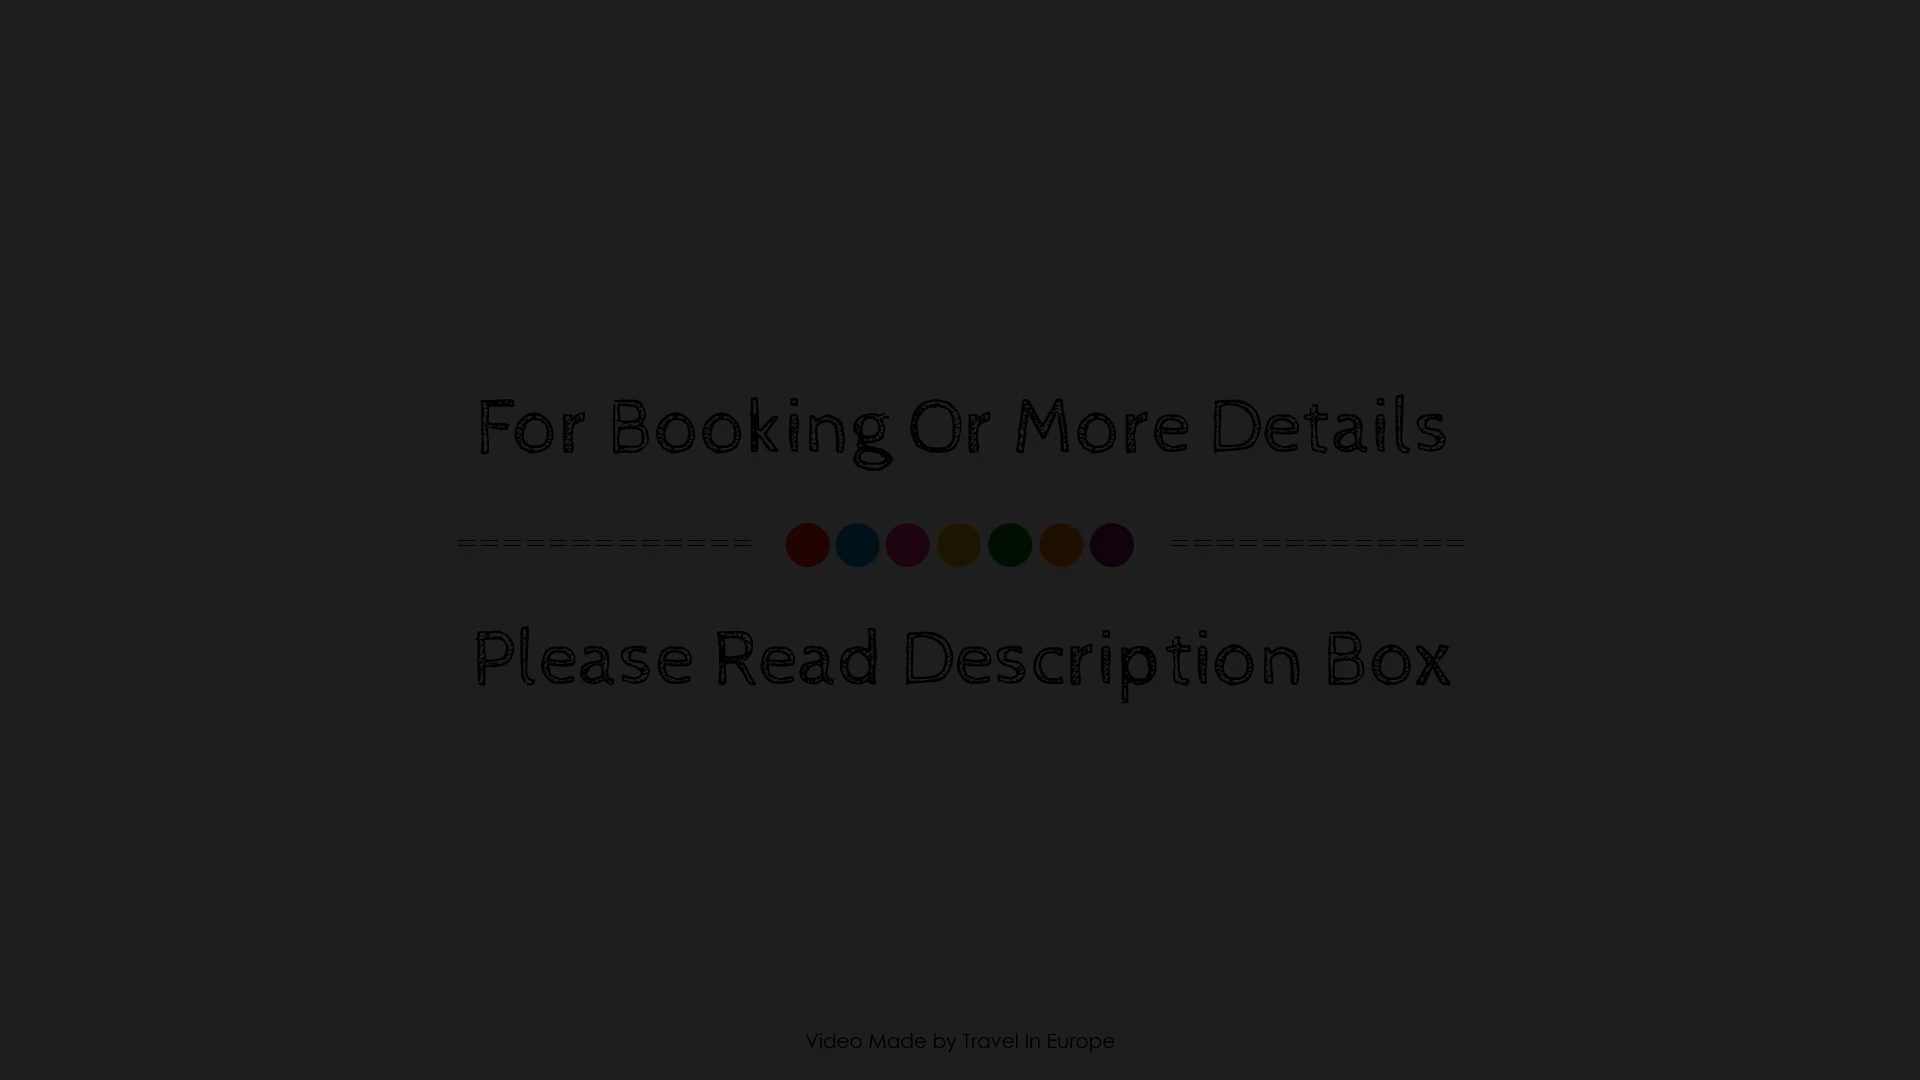 For Booking Or More Details
============= =============
Please Read Description Box
Video Made by Travel In Europe